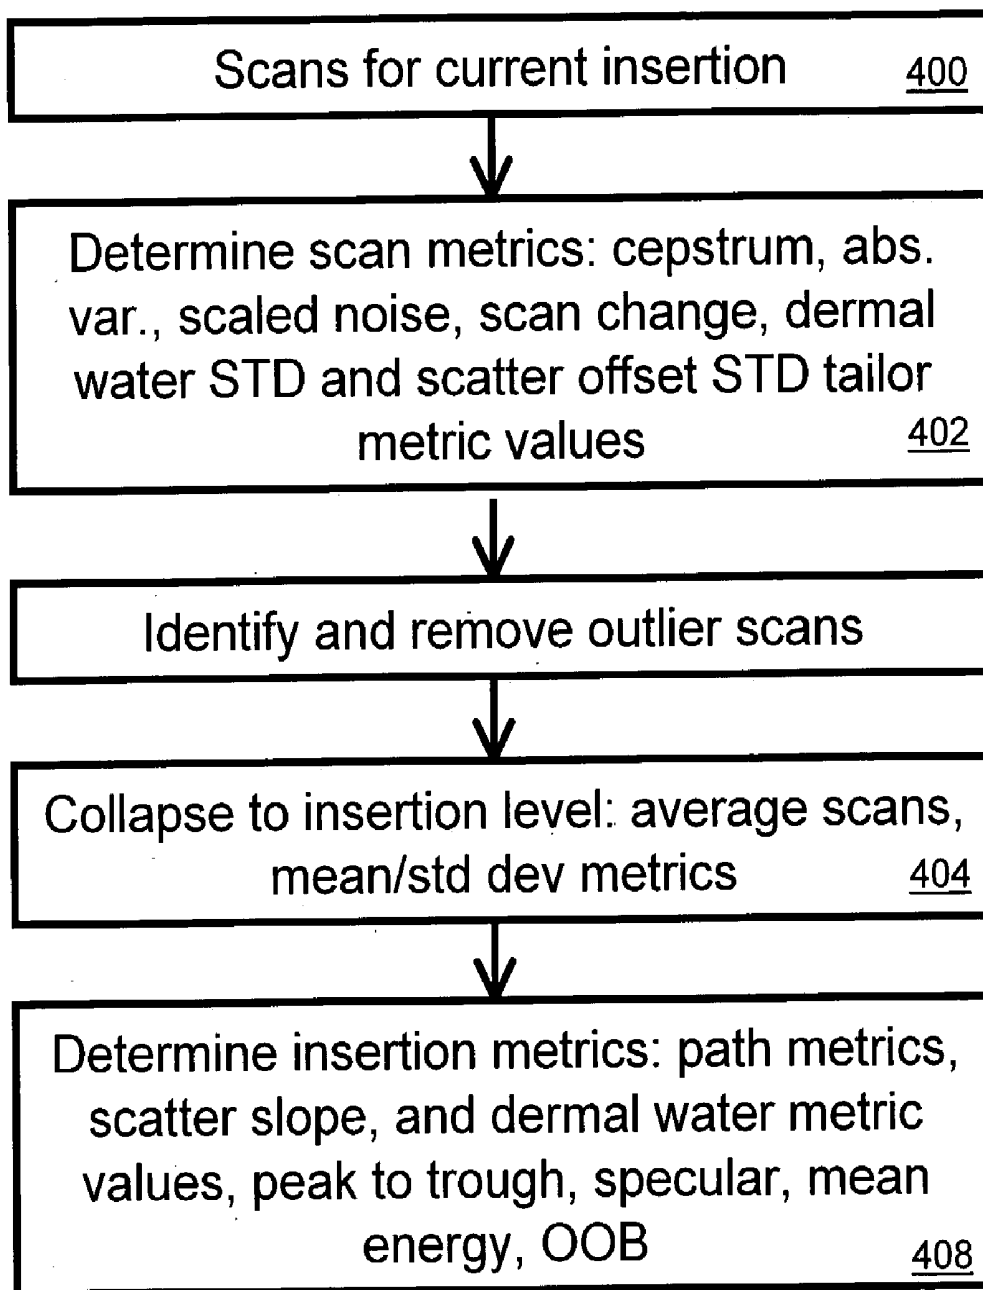 Scans for current insertion 400
Determine scan metrics: cepstrum, abs.
var., scaled noise, scan change, dermal
water STD and scatter offset STD tailor
metric values 402
Identify and remove outlier scans
Collapse to insertion level: average scans,
mean/std dev metrics 404
Determine insertion metrics: path metrics,
scatter slope, and dermal water metric
values, peak to trough, specular, mean
energy, OOB 408